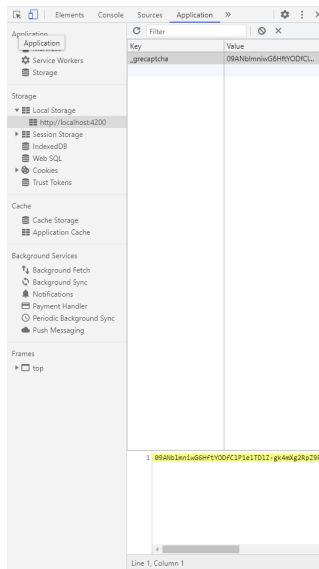 Elements Console Sources Application »
Application
Application
Service Workers
Storage
Storage
Local Storage
http://localhost:4200
Session Storage
IndexedDB
Web SQL
Cookies
Trust Tokens
Cache
Cache Storage
Application Cache
Background Services
Background Fetch
Background Sync
Notifications
Payment Handler
Periodic Background Sync
Push Messaging
Frames
top
Filter
Key Value
_grecaptcha 09ANblmniwG6HftYODfCl...
1 09ANblmniwG6HftYODfClP1elTDlZ-gk4mXg2RpZ9
Line 1, Column 1